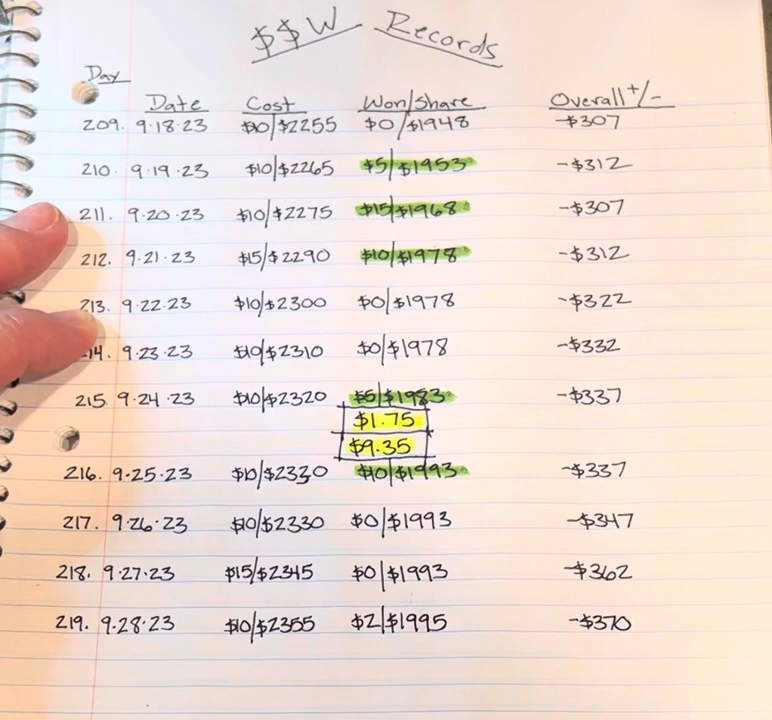 $$W Records
Day
Date Cost Won/Share Overall +/-
209. 9.18.23 $10/$2255 $0/$1948 -$307
210. 9.19.23 $10/$2265 $5/$1953 -$312
211. 9.20.23 $10/$2275 $15/$1968 -$307
212. 9.21.23 $15/$2290 $10/$1978 -$312
213. 9.22.23 $10/$2300 $0/$1978 -$322
14. 9.23.23 $10/$2310 $0/$1978 -$332
215. 9.24.23 $10/$2320 $5/$1983 -$337
$1.75
$9.35
216. 9.25.23 $10/$2330 $10/$1993 -$337
217. 9.26.23 $10/$2330 $0/$1993 -$347
218. 9.27.23 $15/$2345 $0/$1993 -$362
219. 9.28.23 $10/$2355 $2/$1995 -$370